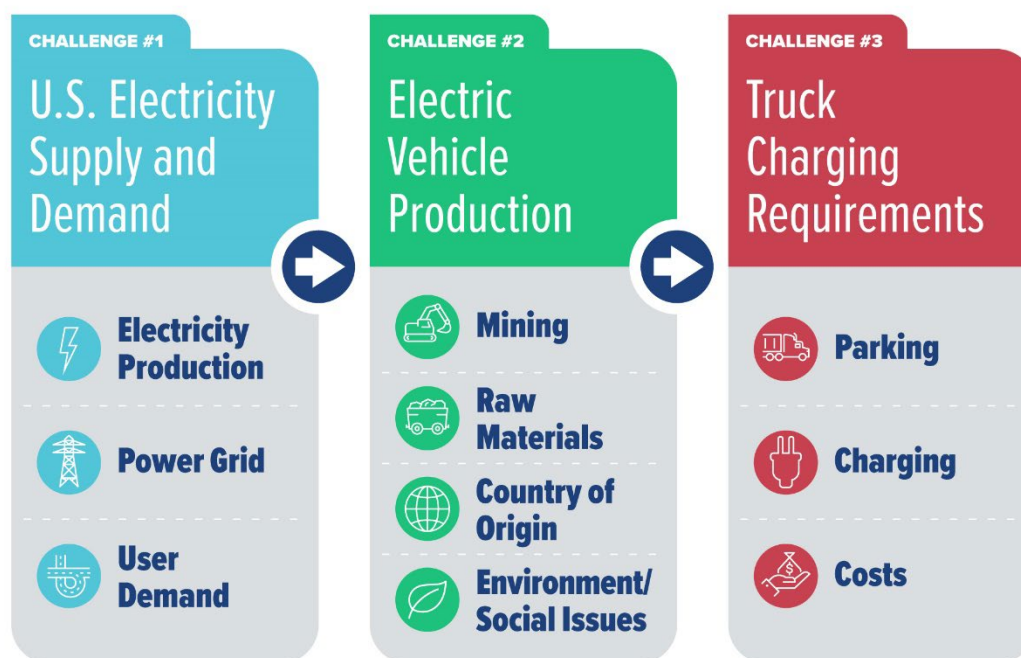 CHALLENGE #1
U.S. Electricity
Supply and
Demand
Electricity
Production
Power Grid
User
Demand
CHALLENGE #2
Electric
Vehicle
Production
Mining
Raw
Materials
Country of
Origin
Environment/
Social Issues
CHALLENGE #3
Truck
Charging
Requirements
Parking
Charging
Costs